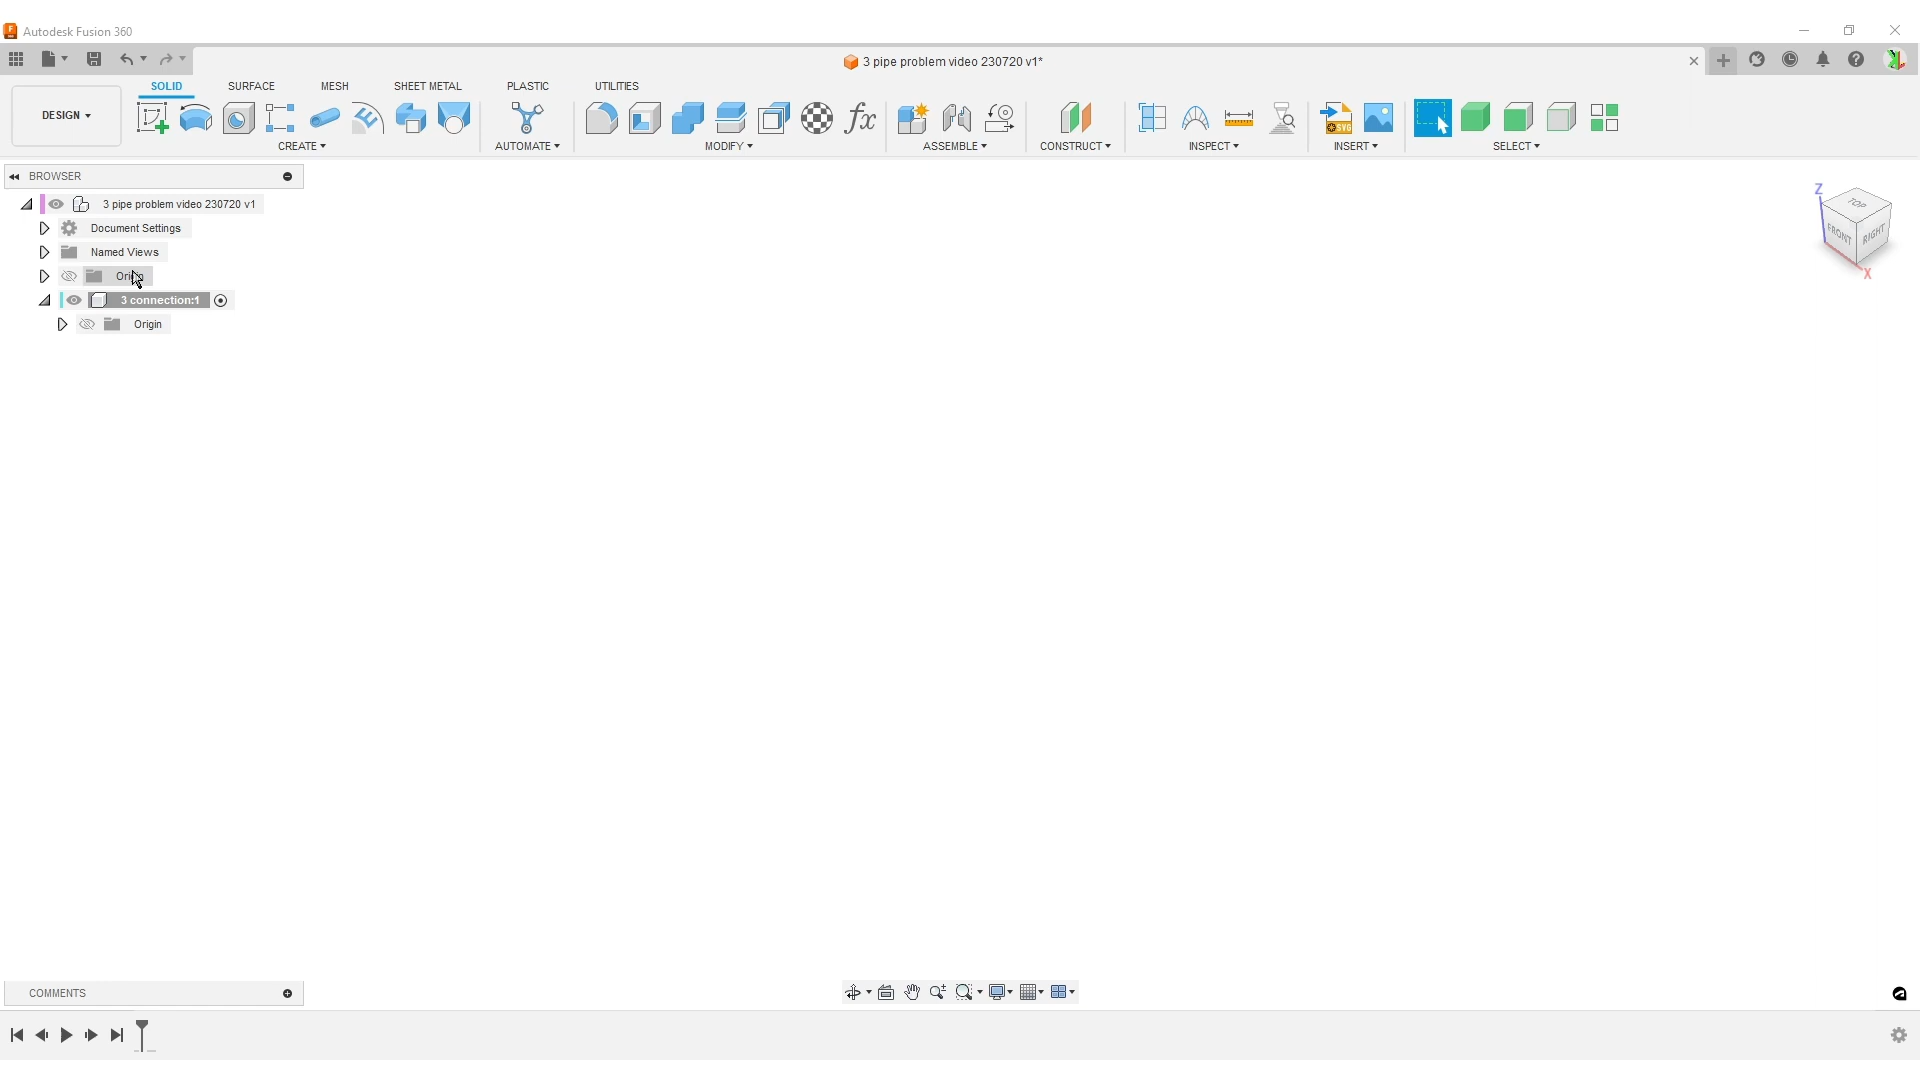 Autodesk Fusion 360
3 pipe problem video 230720 v1*
SOLID SURFACE MESH SHEET METAL PLASTIC UTILITIES
DESIGN
CREATE AUTOMATE MODIFY ASSEMBLE CONSTRUCT INSPECT INSERT SELECT
BROWSER
3 pipe problem video 230720 v1
Document Settings
Named Views
Origin
3 connection:1
Origin
Z
TOP
FRONT RIGHT
X
COMMENTS